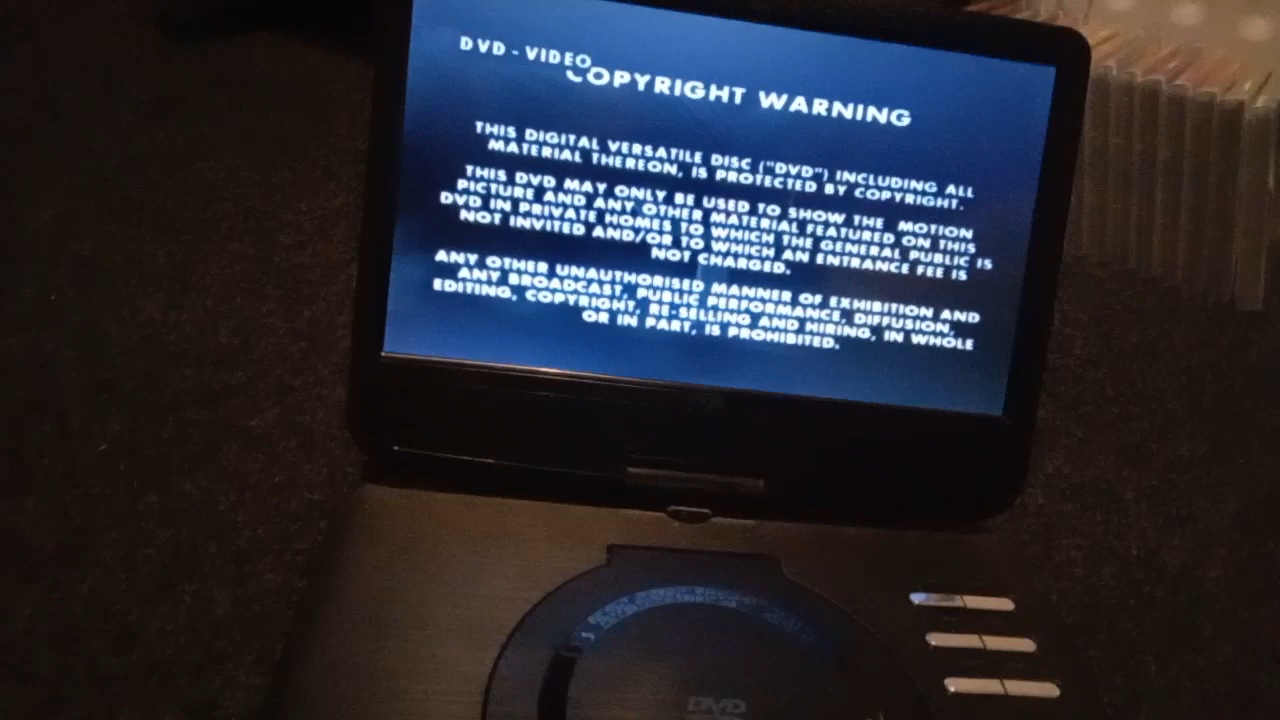 DVD-VIDEO
COPYRIGHT WARNING
THIS DIGITAL VERSATILE DISC ("DVD") INCLUDING ALL
MATERIAL THEREON, IS PROTECTED BY COPYRIGHT.
THIS DVD MAY ONLY BE USED TO SHOW THE MOTION
PICTURE AND ANY OTHER MATERIAL FEATURED ON THIS
DVD IN PRIVATE HOMES TO WHICH THE GENERAL PUBLIC IS
NOT INVITED AND/OR TO WHICH AN ENTRANCE FEE IS
NOT CHARGED.
ANY OTHER UNAUTHORISED MANNER OF EXHIBITION AND
ANY BROADCAST, PUBLIC PERFORMANCE, DIFFUSION,
EDITING, COPYRIGHT, RE-SELLING AND HIRING, IN WHOLE
OR IN PART, IS PROHIBITED.
DVD